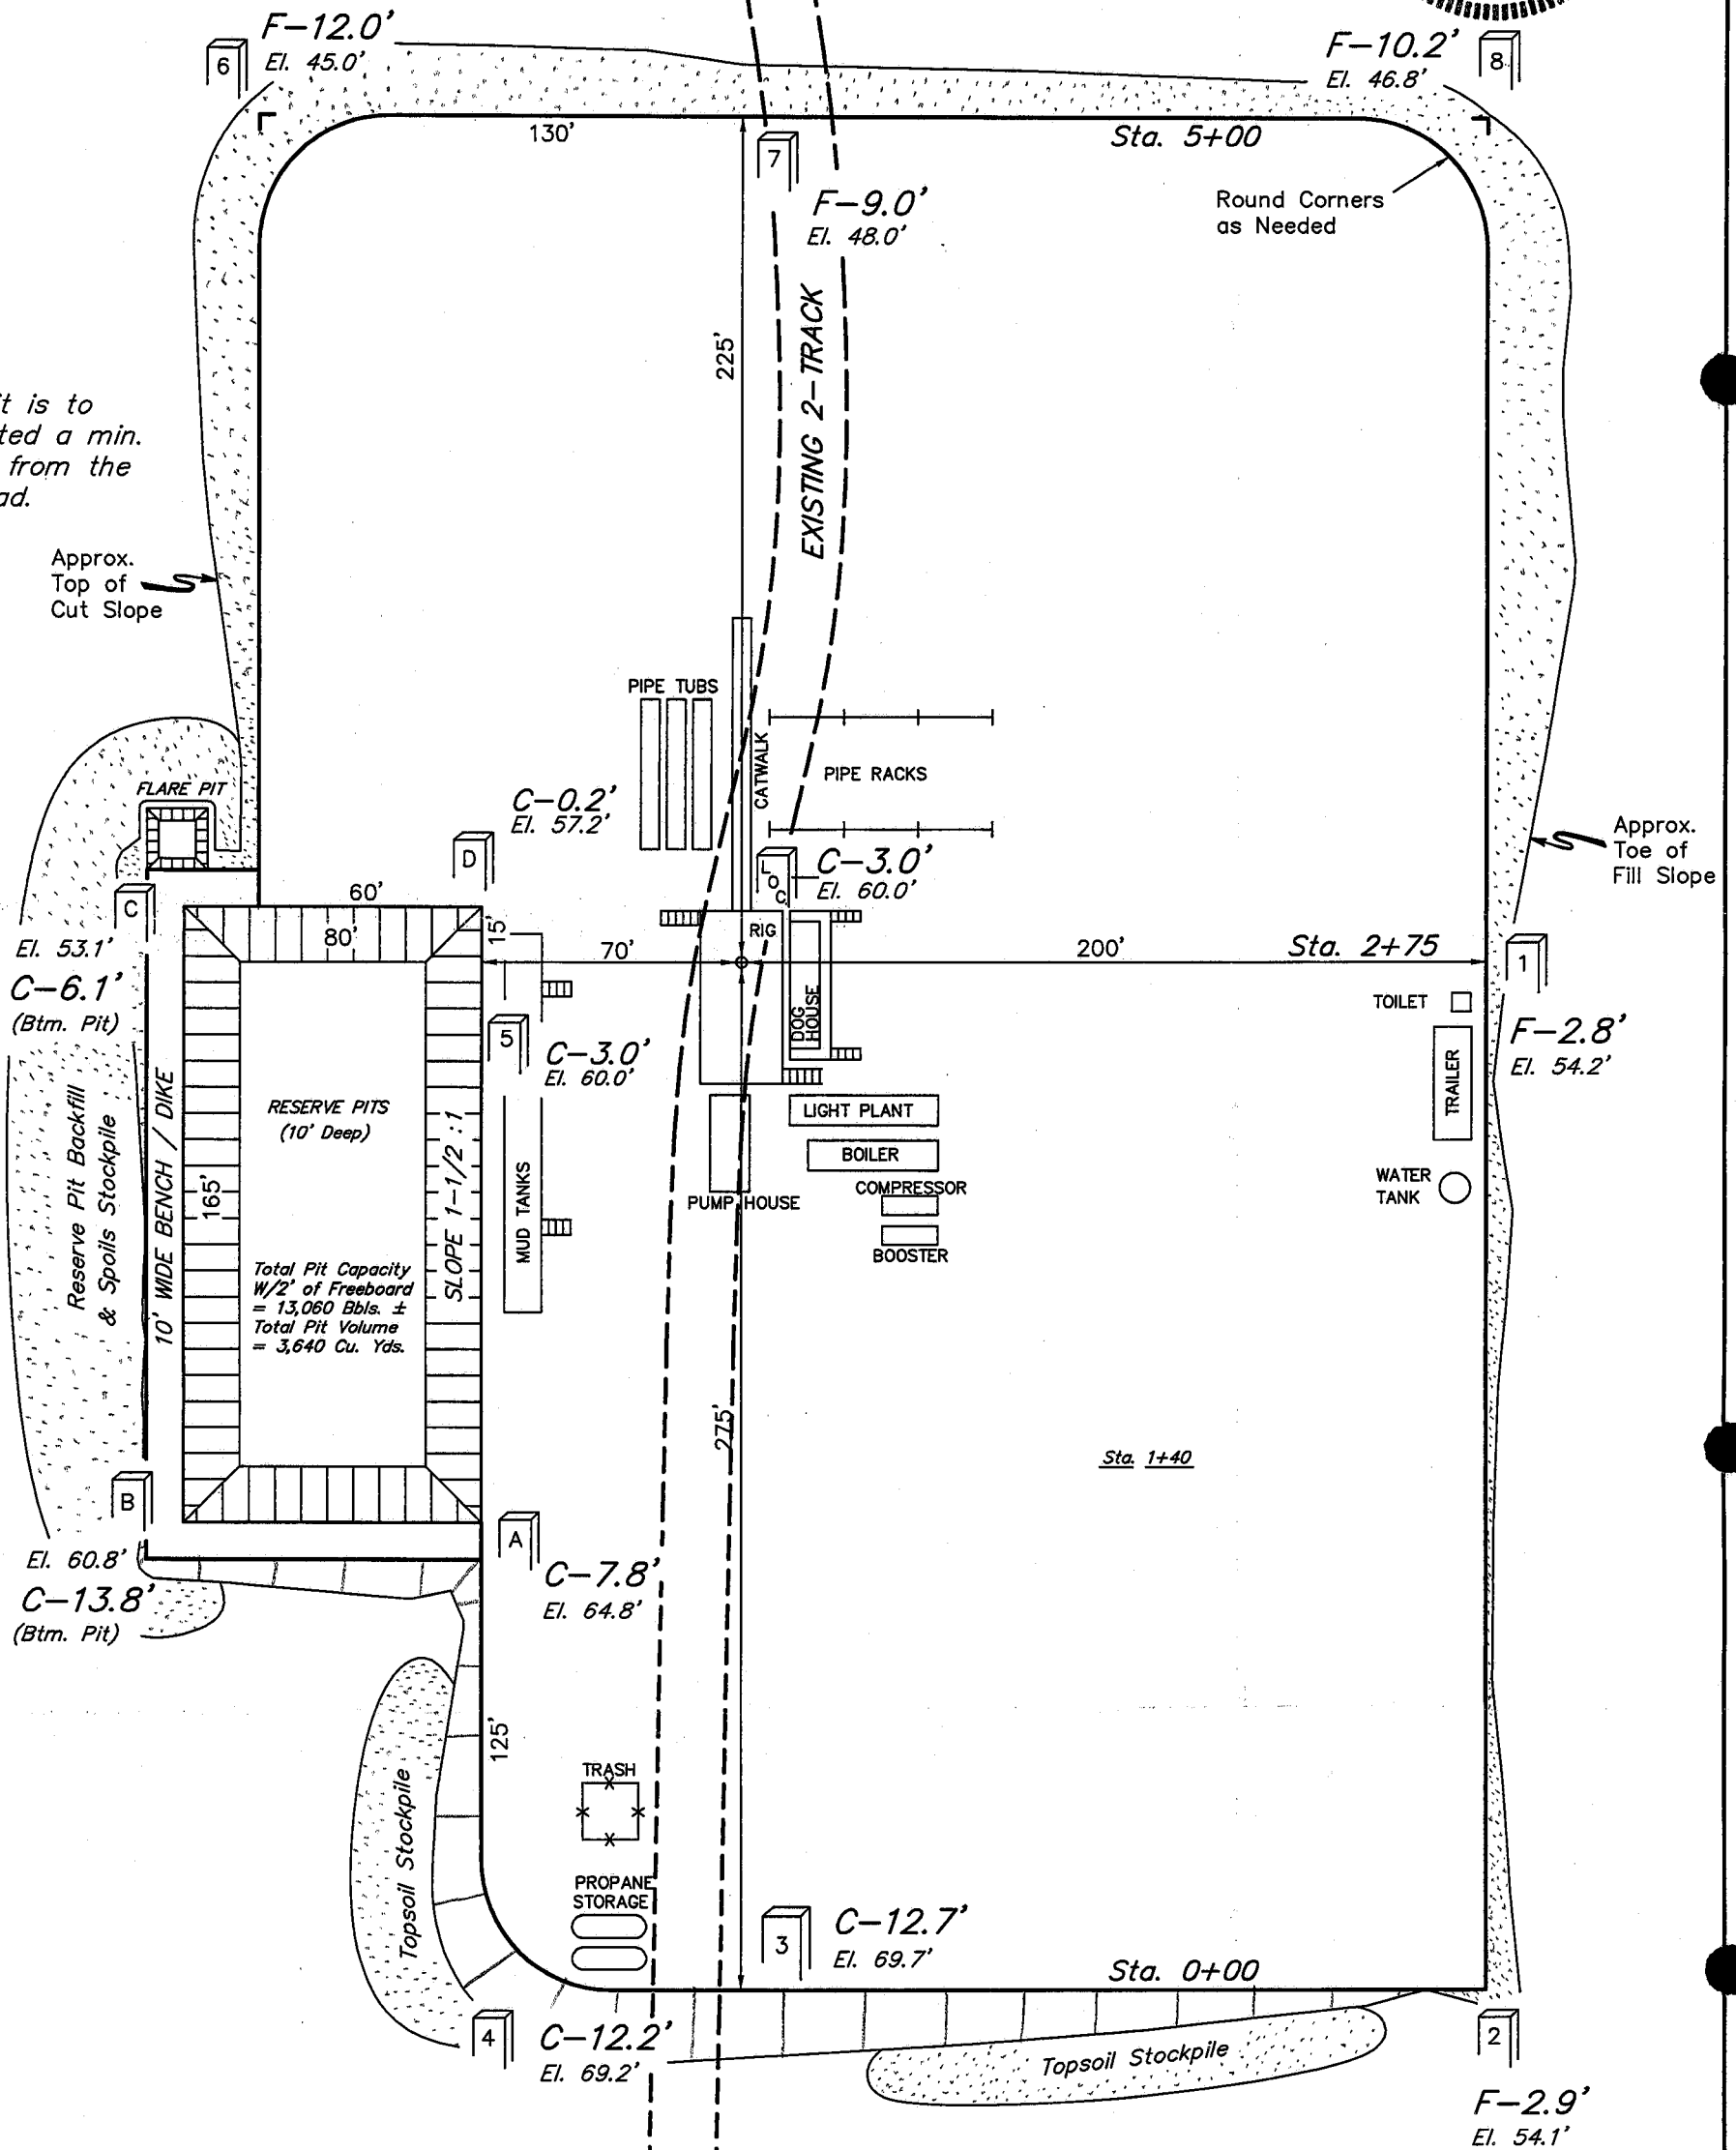 F-12.0'
El. 45.0'
6
F-10.2'
El. 46.8'
8
130'
Sta. 5+00
7
F-9.0'
El. 48.0'
Round Corners
as Needed
225'
EXISTING 2-TRACK
it is to
ted a min.
from the
ad.
Approx.
Top of
Cut Slope
PIPE TUBS
CATWALK
PIPE RACKS
FLARE PIT
C-0.2'
El. 57.2'
D
LOC.
C-3.0'
El. 60.0'
Approx.
Toe of
Fill Slope
C
El. 53.1'
C-6.1'
(Btm. Pit)
60'
80'
15'
70'
RIG
200'
Sta. 2+75
1
F-2.8'
El. 54.2'
TOILET
TRAILER
WATER
TANK
DOG
HOUSE
5
C-3.0'
El. 60.0'
Reserve Pit Backfill
& Spoils Stockpile
10' WIDE BENCH / DIKE
165'
RESERVE PITS
(10' Deep)
SLOPE 1-1/2 :1
MUD TANKS
LIGHT PLANT
BOILER
COMPRESSOR
PUMP HOUSE
BOOSTER
Total Pit Capacity
W/2' of Freeboard
= 13,060 Bbls. ±
Total Pit Volume
= 3,640 Cu. Yds.
275'
Sta. 1+40
B
El. 60.8'
C-13.8'
(Btm. Pit)
A
C-7.8'
El. 64.8'
125'
Topsoil Stockpile
TRASH
PROPANE
STORAGE
3
C-12.7'
El. 69.7'
Sta. 0+00
4
C-12.2'
El. 69.2'
Topsoil Stockpile
2
F-2.9'
El. 54.1'